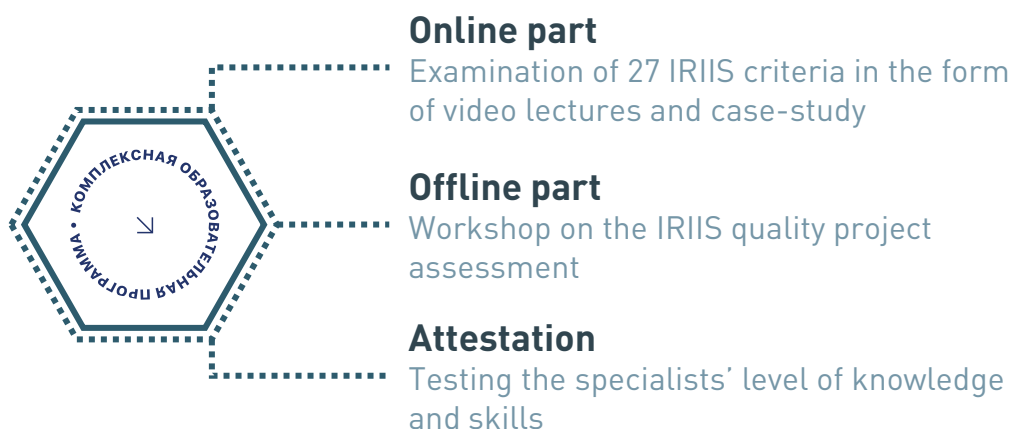 Online part
Examination of 27 IRIIS criteria in the form
of video lectures and case-study
КОМПЛЕКСНАЯ ОБРАЗОВАТЕЛЬНАЯ ПРОГРАММА •
Offline part
Workshop on the IRIIS quality project
assessment
Attestation
Testing the specialists’ level of knowledge
and skills